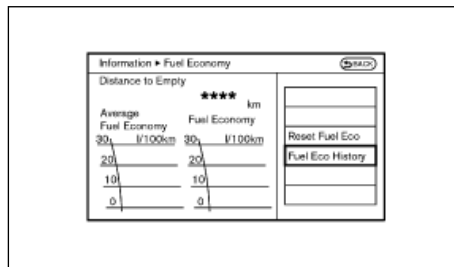 Information ▸ Fuel Economy
BACK
Distance to Empty
**** km
Average Fuel Economy
Fuel Economy
30 l/100km
20
10
0
30 l/100km
20
10
0
Reset Fuel Eco
Fuel Eco History